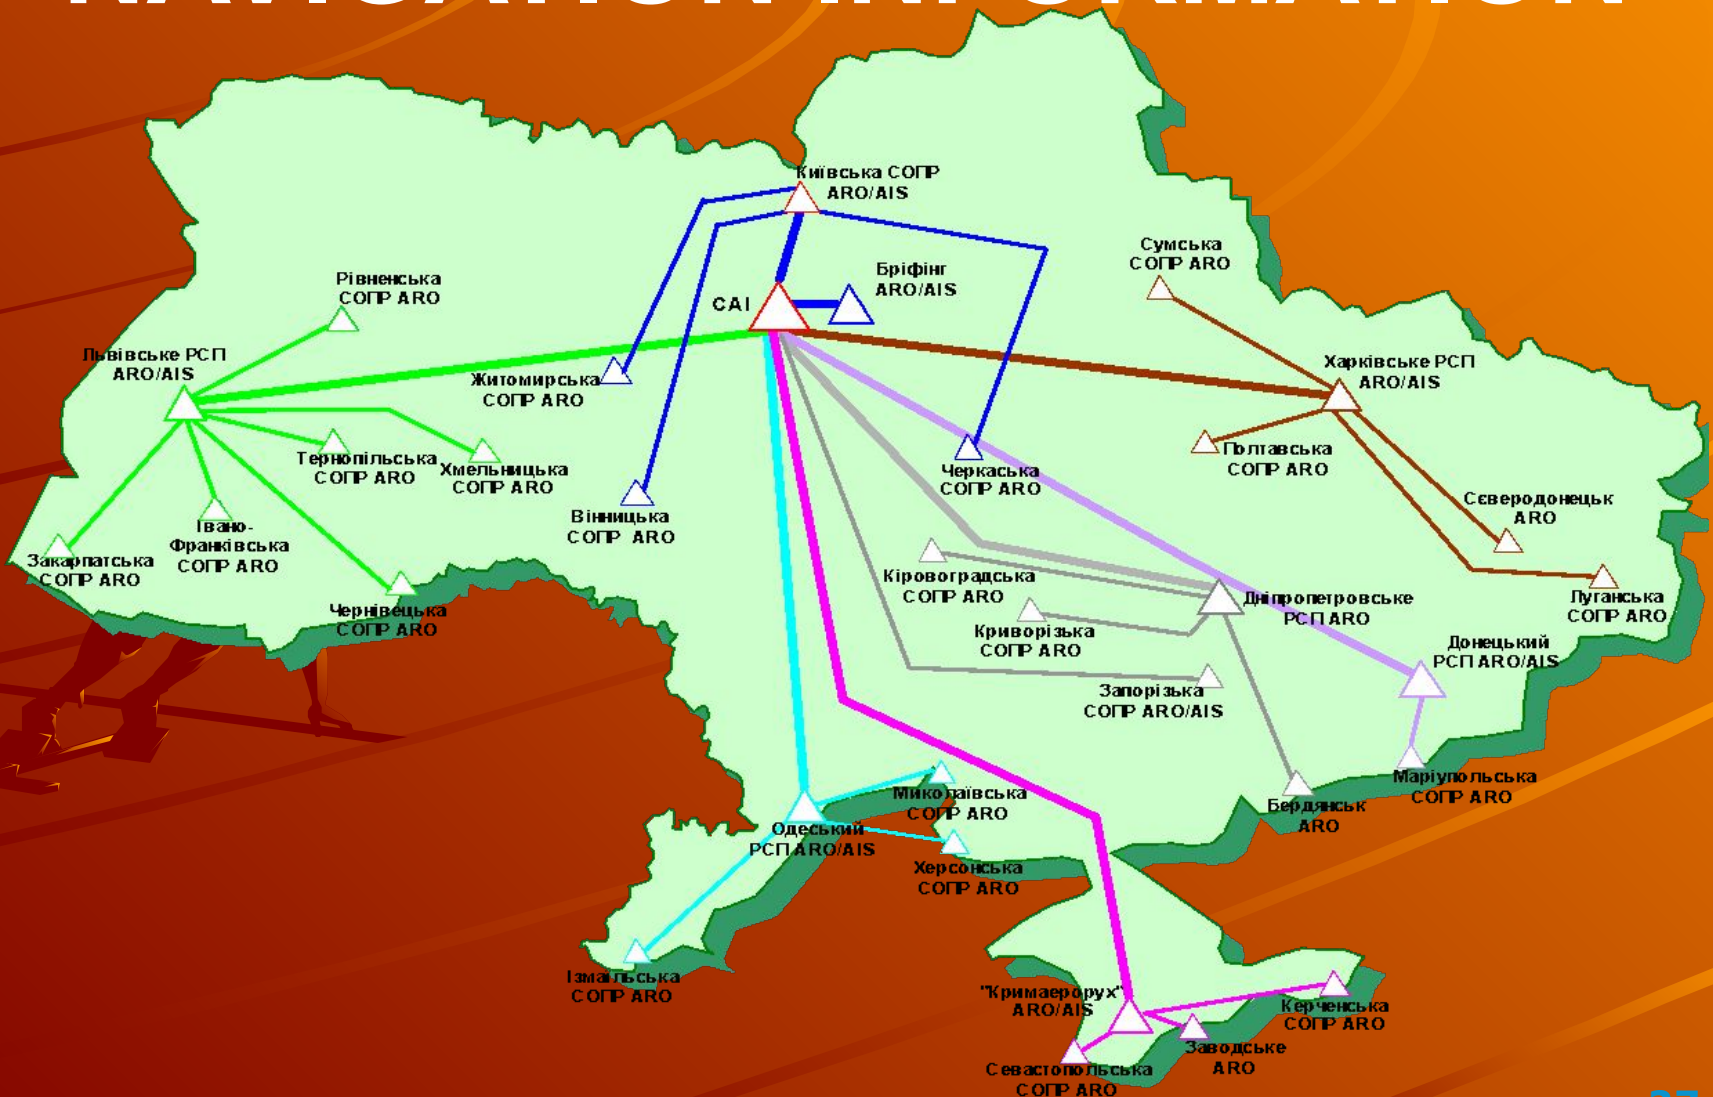 NAVIGATION INFORMATION
Київська СОПР
ARO/AIS
Сумська
СОПР ARO
Бріфінг
ARO/AIS
САІ
Рівненська
СОПР ARO
Львівське РСП
ARO/AIS
Житомирська
СОПР ARO
Харківське РСП
ARO/AIS
Тернопільська
СОПР ARO
Хмельницька
СОПР ARO
Черкаська
СОПР ARO
Полтавська
СОПР ARO
Вінницька
СОПР ARO
Сєверодонецьк
ARO
Івано-
Франківська
СОПР ARO
Закарпатська
СОПР ARO
Чернівецька
СОПР ARO
Кіровоградська
СОПР ARO
Дніпропетровське
РСП ARO
Луганська
СОПР ARO
Криворізька
СОПР ARO
Донецький
РСП ARO/AIS
Запорізька
СОПР ARO/AIS
Миколаївська
СОПР ARO
Маріупольська
СОПР ARO
Бердянськ
ARO
Одеський
РСП ARO/AIS
Херсонська
СОПР ARO
Ізмаїльська
СОПР ARO
"Кримаерорух"
ARO/AIS
Керченська
СОПР ARO
Заводське
ARO
Севастопольська
СОПР ARO